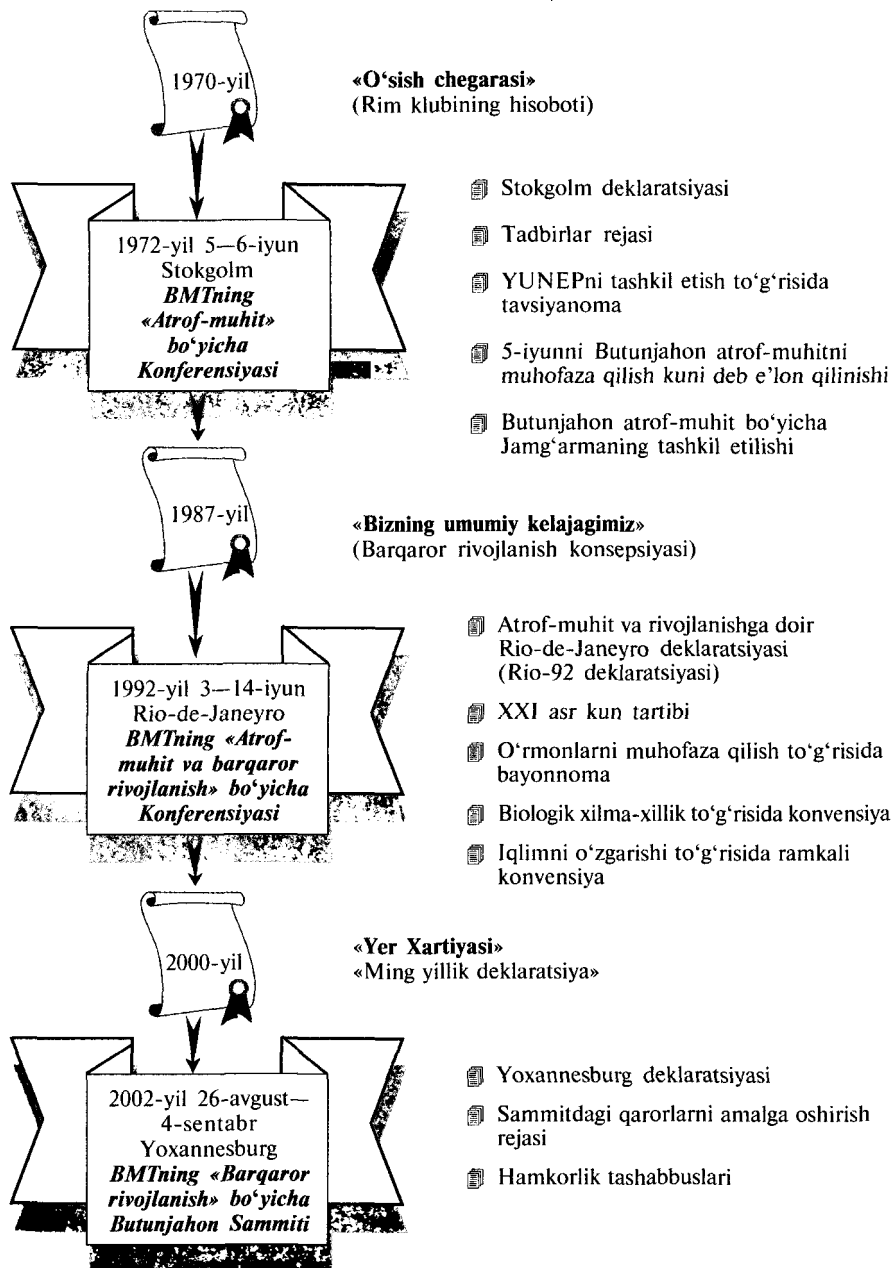 1970-yil
«O‘sish chegarasi»
(Rim klubining hisoboti)
1972-yil 5—6-iyun
Stokgolm
BMTning
«Atrof-muhit»
bo‘yicha
Konferensiyasi
Stokgolm deklaratsiyasi
Tadbirlar rejasi
YUNEPni tashkil etish to‘g‘risida
tavsiyanoma
5-iyunni Butunjahon atrof-muhitni
muhofaza qilish kuni deb e’lon qilinishi
Butunjahon atrof-muhit bo‘yicha
Jamg‘armaning tashkil etilishi
1987-yil
«Bizning umumiy kelajagimiz»
(Barqaror rivojlanish konsepsiyasi)
1992-yil 3—14-iyun
Rio-de-Janeyro
BMTning «Atrof-
muhit va barqaror
rivojlanish» bo‘yicha
Konferensiyasi
Atrof-muhit va rivojlanishga doir
Rio-de-Janeyro deklaratsiyasi
(Rio-92 deklaratsiyasi)
XXI asr kun tartibi
O‘rmonlarni muhofaza qilish to‘g‘risida
bayonnoma
Biologik xilma-xillik to‘g‘risida konvensiya
Iqlimni o‘zgarishi to‘g‘risida ramkali
konvensiya
2000-yil
«Yer Xartiyasi»
«Ming yillik deklaratsiya»
2002-yil 26-avgust—
4-sentabr
Yoxannesburg
BMTning «Barqaror
rivojlanish» bo‘yicha
Butunjahon Sammiti
Yoxannesburg deklaratsiyasi
Sammitdagi qarorlarni amalga oshirish
rejasi
Hamkorlik tashabbuslari